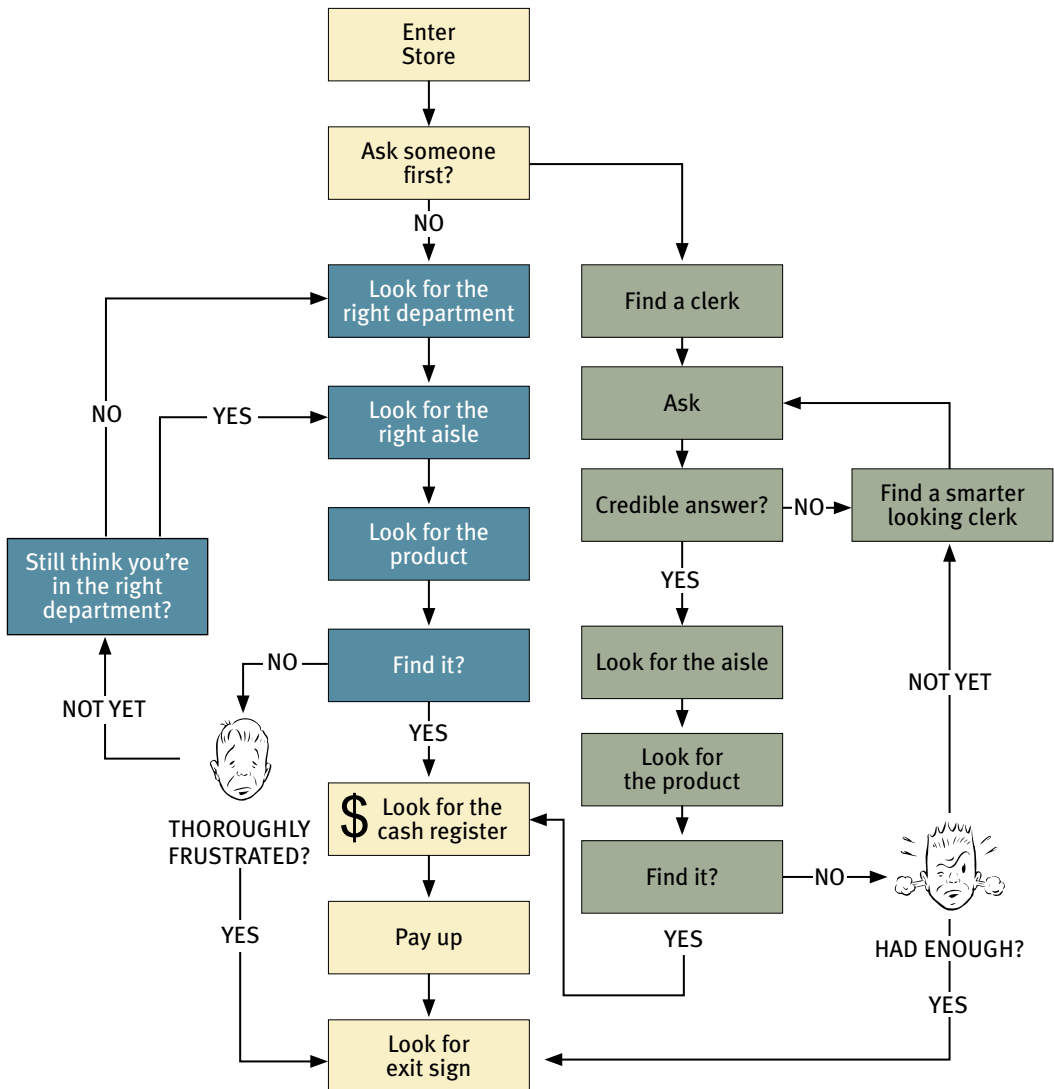 Enter
Store
Ask someone
first?
NO
Look for the
right department
Find a clerk
NO
YES
Look for the
right aisle
Ask
Look for the
product
Credible answer?
NO
Find a smarter
looking clerk
Still think you're
in the right
department?
YES
Find it?
NO
NOT YET
Look for the aisle
NOT YET
YES
Look for
the product
$ Look for the
cash register
THOROUGHLY
FRUSTRATED?
Find it?
NO
YES
Pay up
YES
HAD ENOUGH?
YES
Look for
exit sign